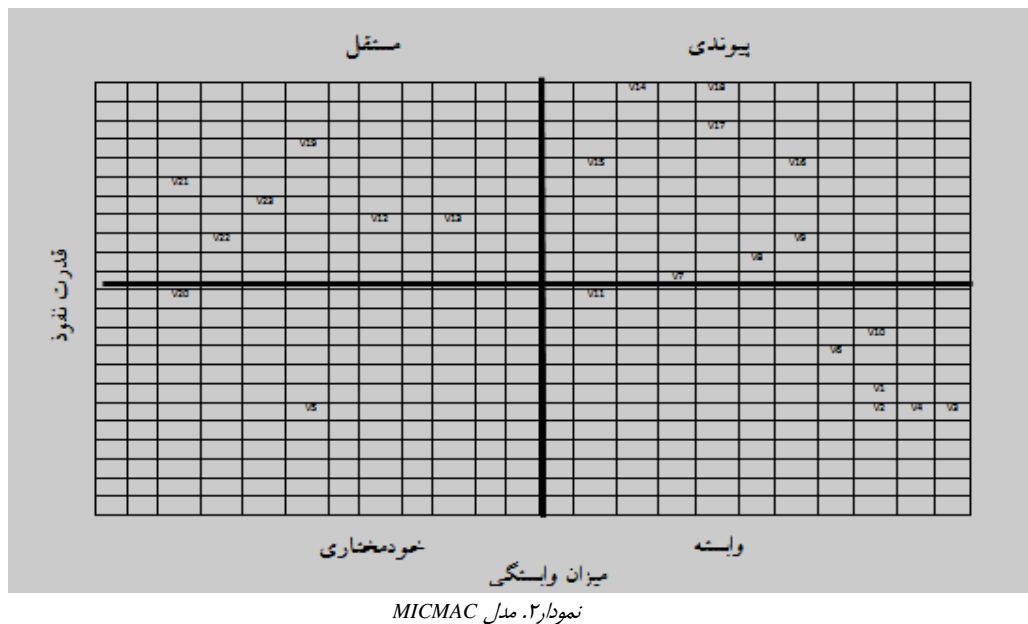 مستقل پیوندی
V14 V18
V17
V19
V15 V16
V21
V23
V12 V13
V22 V9
V8
قدرت نفوذ
V7
V20 V11
V10
V6
V1
V5 V2 V4 V3
خودمختاری وابسته
میزان وابستگی
نمودار۲. مدل MICMAC